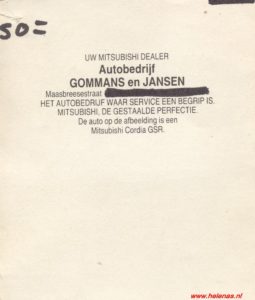 50=
UW MITSUBISHI DEALER
Autobedrijf
GOMMANS en JANSEN
Maasbreesestraat
HET AUTOBEDRIJF WAAR SERVICE EEN BEGRIP IS.
MITSUBISHI, DE GESTAALDE PERFECTIE.
De auto op de afbeelding is een
Mitsubishi Cordia GSR.
www.helenas.nl